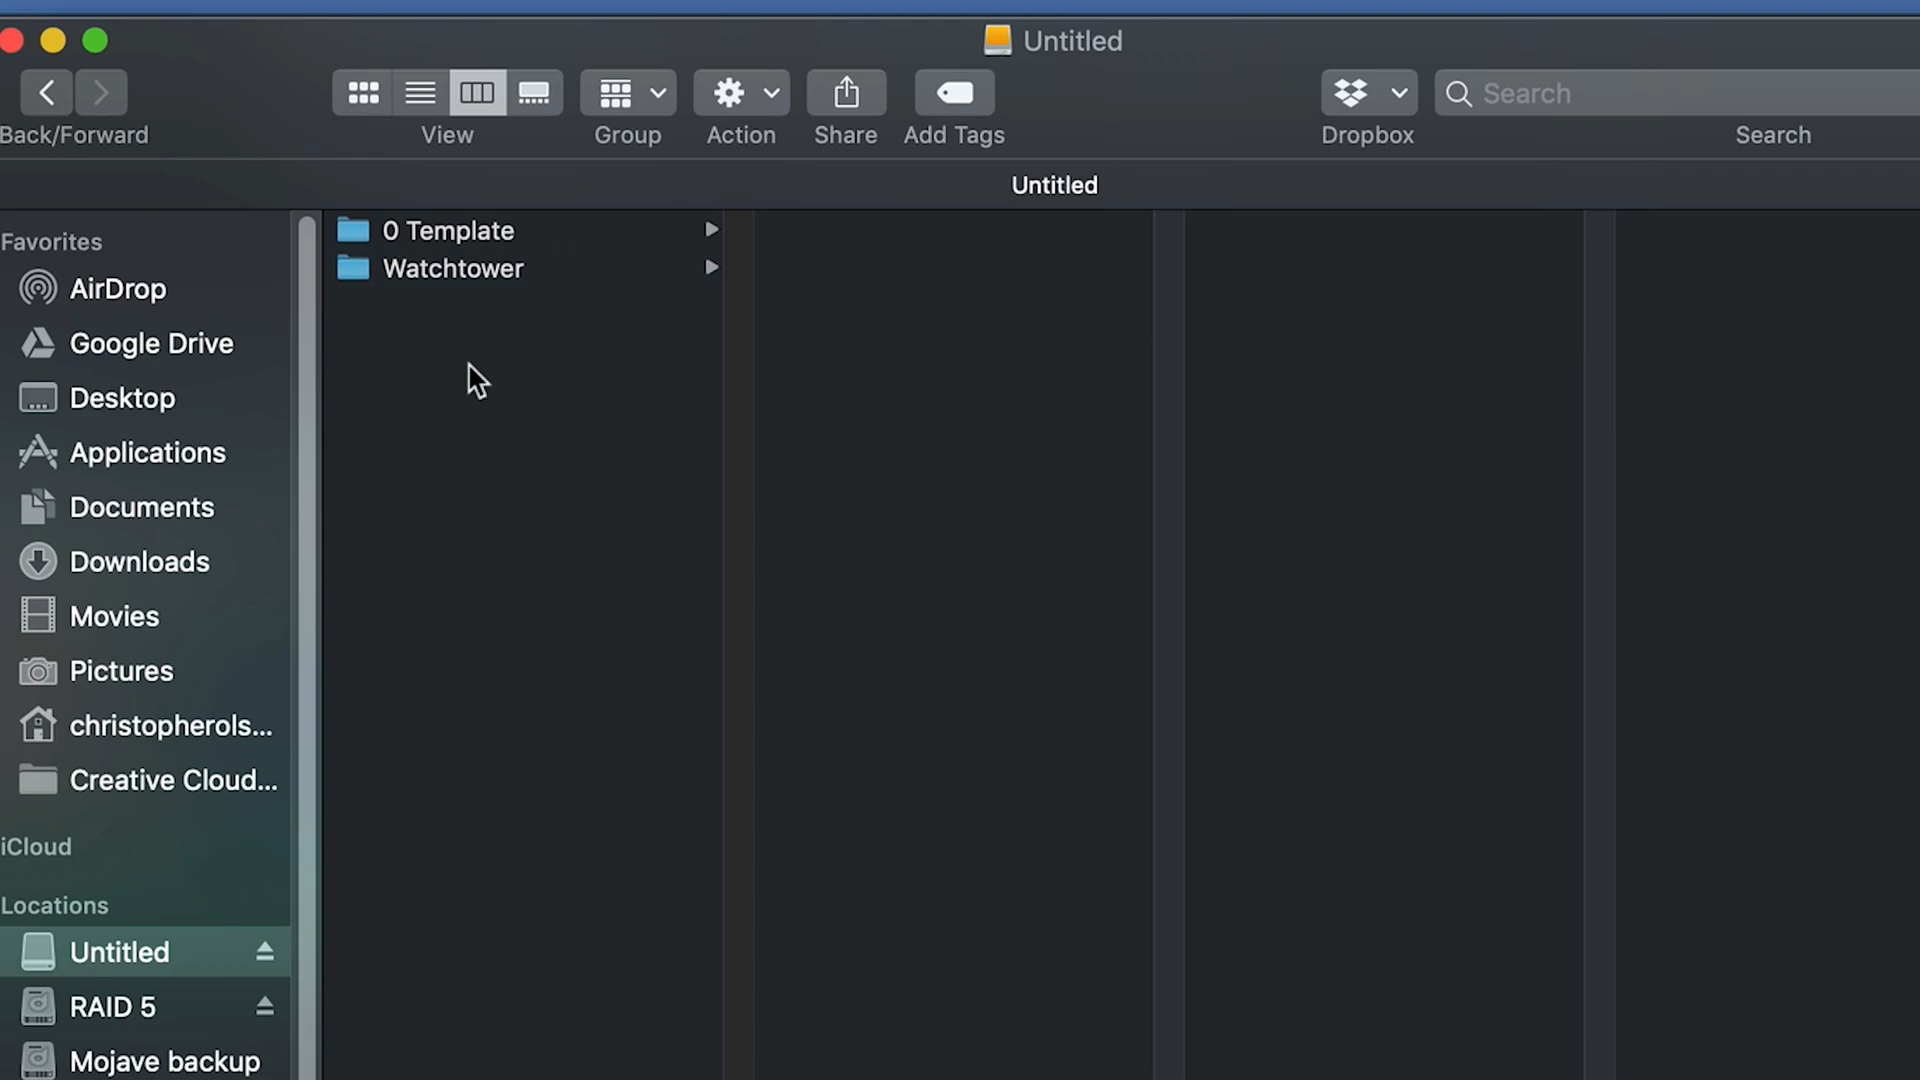 Untitled
Back/Forward
View
Group
Action
Share
Add Tags
Dropbox
Search
Search
Untitled
Favorites
AirDrop
Google Drive
Desktop
Applications
Documents
Downloads
Movies
Pictures
christopherols...
Creative Cloud...
iCloud
Locations
Untitled
RAID 5
Mojave backup
0 Template
Watchtower